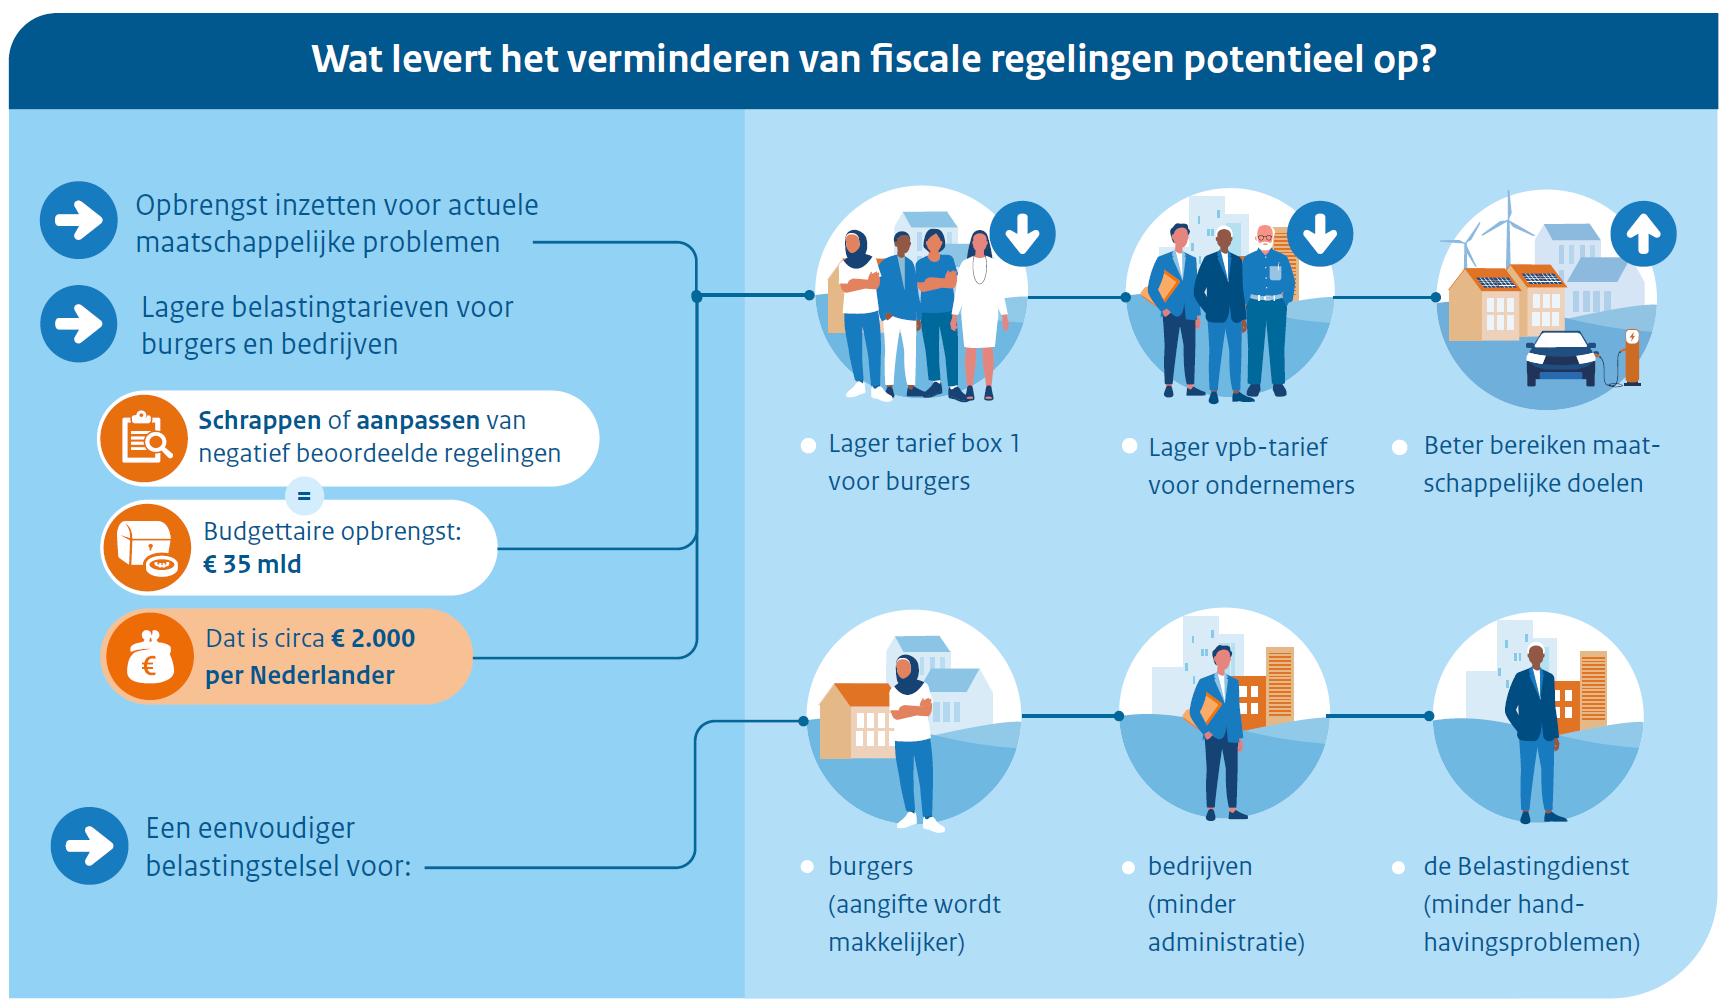 Wat levert het verminderen van fiscale regelingen potentieel op?
Opbrengst inzetten voor actuele
maatschappelijke problemen
Lagere belastingtarieven voor
burgers en bedrijven
Schrappen of aanpassen van
negatief beoordeelde regelingen
=
Budgettaire opbrengst:
€ 35 mld
€
Dat is circa € 2.000
per Nederlander
Een eenvoudiger
belastingstelsel voor:
Lager tarief box 1
voor burgers
Lager vpb-tarief
voor ondernemers
Beter bereiken maat-
schappelijke doelen
burgers
(aangifte wordt
makkelijker)
bedrijven
(minder
administratie)
de Belastingdienst
(minder hand-
havingsproblemen)